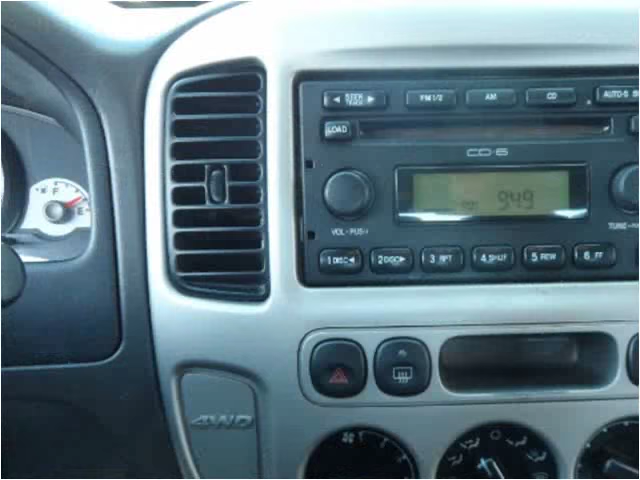 FM 1/2
AM
CD
LOAD
CD·6
949
VOL-PUSH
1 DISC◄
2 DISC►
3 RPT
4 SHUF
5 REW
6 FF
F
E
4WD